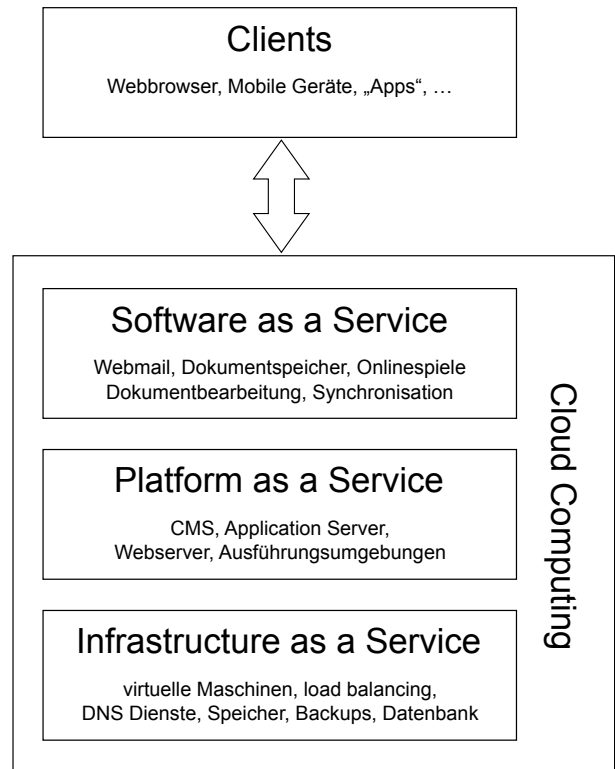 Clients
Webbrowser, Mobile Geräte, „Apps“, …
Software as a Service
Webmail, Dokumentspeicher, Onlinespiele
Dokumentbearbeitung, Synchronisation
Platform as a Service
CMS, Application Server,
Webserver, Ausführungsumgebungen
Infrastructure as a Service
virtuelle Maschinen, load balancing,
DNS Dienste, Speicher, Backups, Datenbank
Cloud Computing